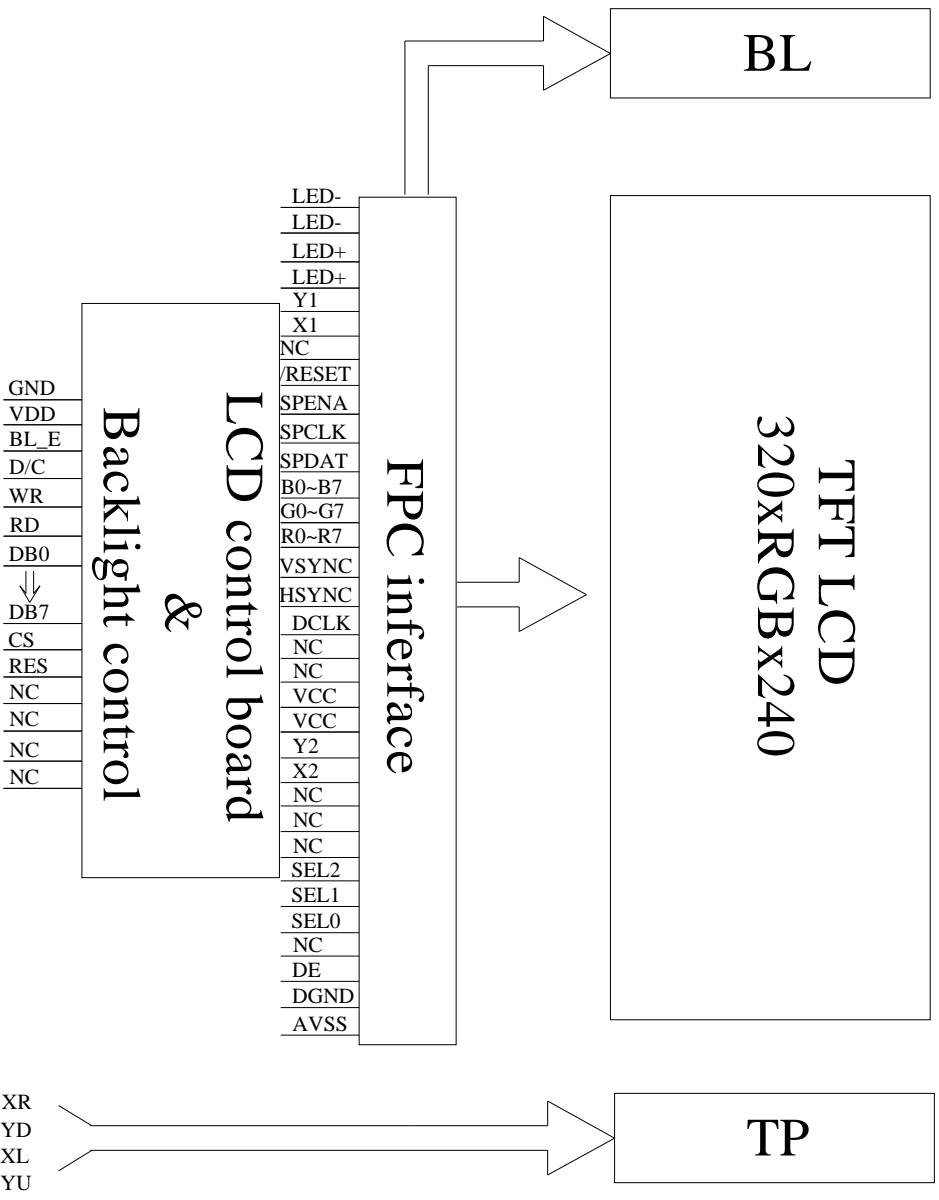 BL
LED-
LED-
LED+
LED+
Y1
X1
NC
/RESET
SPENA
SPCLK
SPDAT
B0~B7
G0~G7
R0~R7
VSYNC
HSYNC
DCLK
NC
NC
VCC
VCC
Y2
X2
NC
NC
NC
SEL2
SEL1
SEL0
NC
DE
DGND
AVSS
GND
VDD
BL_E
D/C
WR
RD
DB0
DB7
CS
RES
NC
NC
NC
NC
LCD control board
&
Backlight control
FPC inferface
TFT LCD
320xRGBx240
XR
YD
XL
YU
TP